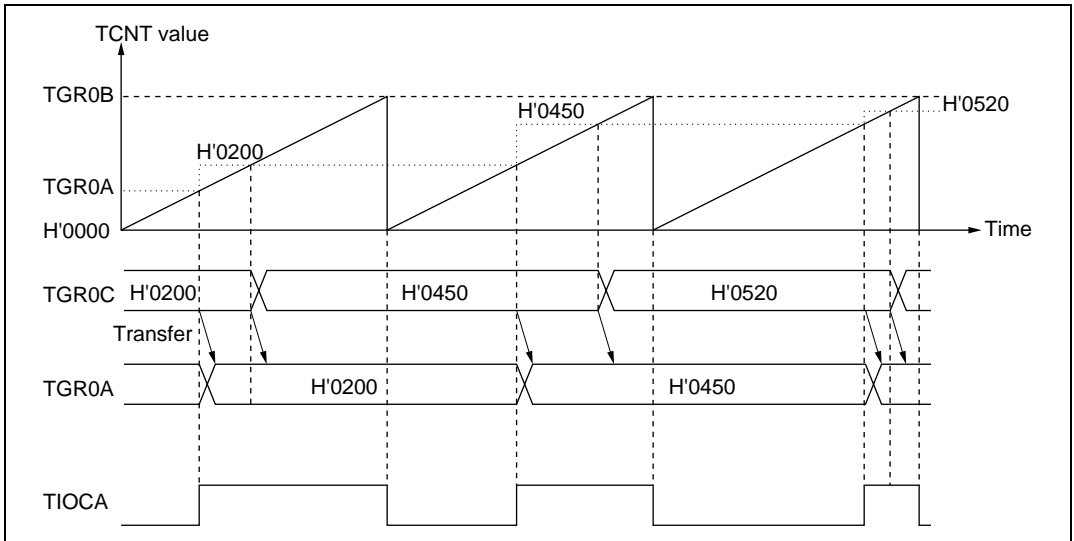 TCNT value
TGR0B
H'0520
H'0450
H'0200
TGR0A
H'0000
Time
TGR0C
H'0200
H'0450
H'0520
Transfer
TGR0A
H'0200
H'0450
TIOCA